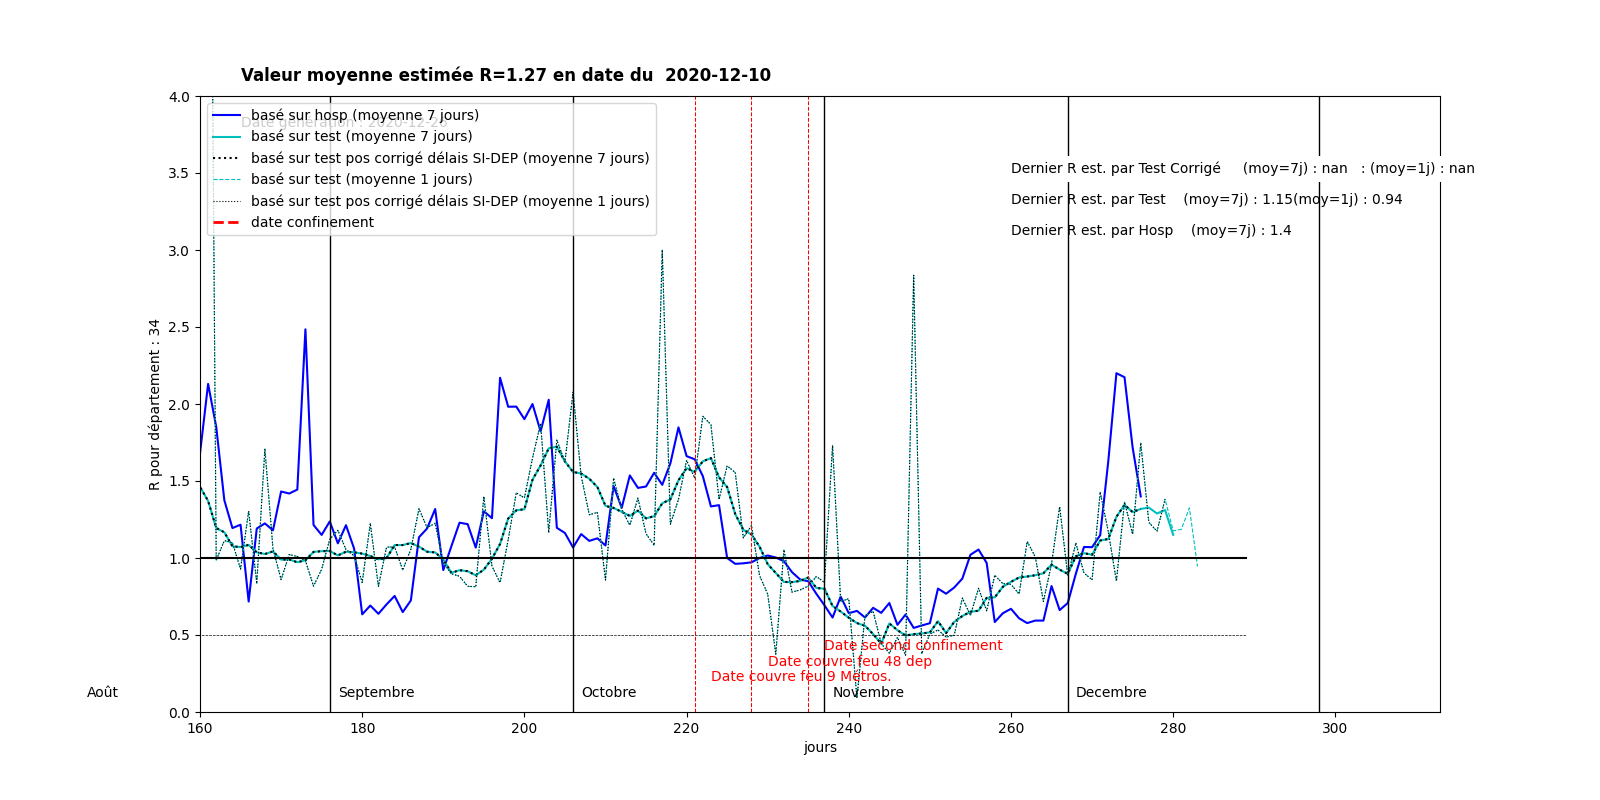 Valeur moyenne estimée R=1.27 en date du  2020-12-10
Date génération : 2020-12-20
basé sur hosp (moyenne 7 jours)
basé sur test (moyenne 7 jours)
basé sur test pos corrigé délais SI-DEP (moyenne 7 jours)
basé sur test (moyenne 1 jours)
basé sur test pos corrigé délais SI-DEP (moyenne 1 jours)
date confinement
Dernier R est. par Test Corrigé     (moy=7j) : nan   : (moy=1j) : nan
Dernier R est. par Test    (moy=7j) : 1.15(moy=1j) : 0.94
Dernier R est. par Hosp    (moy=7j) : 1.4
4.0
3.5
3.0
2.5
2.0
1.5
1.0
0.5
0.0
R pour département : 34
Date second confinement
Date couvre feu 48 dep
Date couvre feu 9 Métros.
Août Septembre Octobre Novembre Decembre
160 180 200 220 240 260 280 300
jours